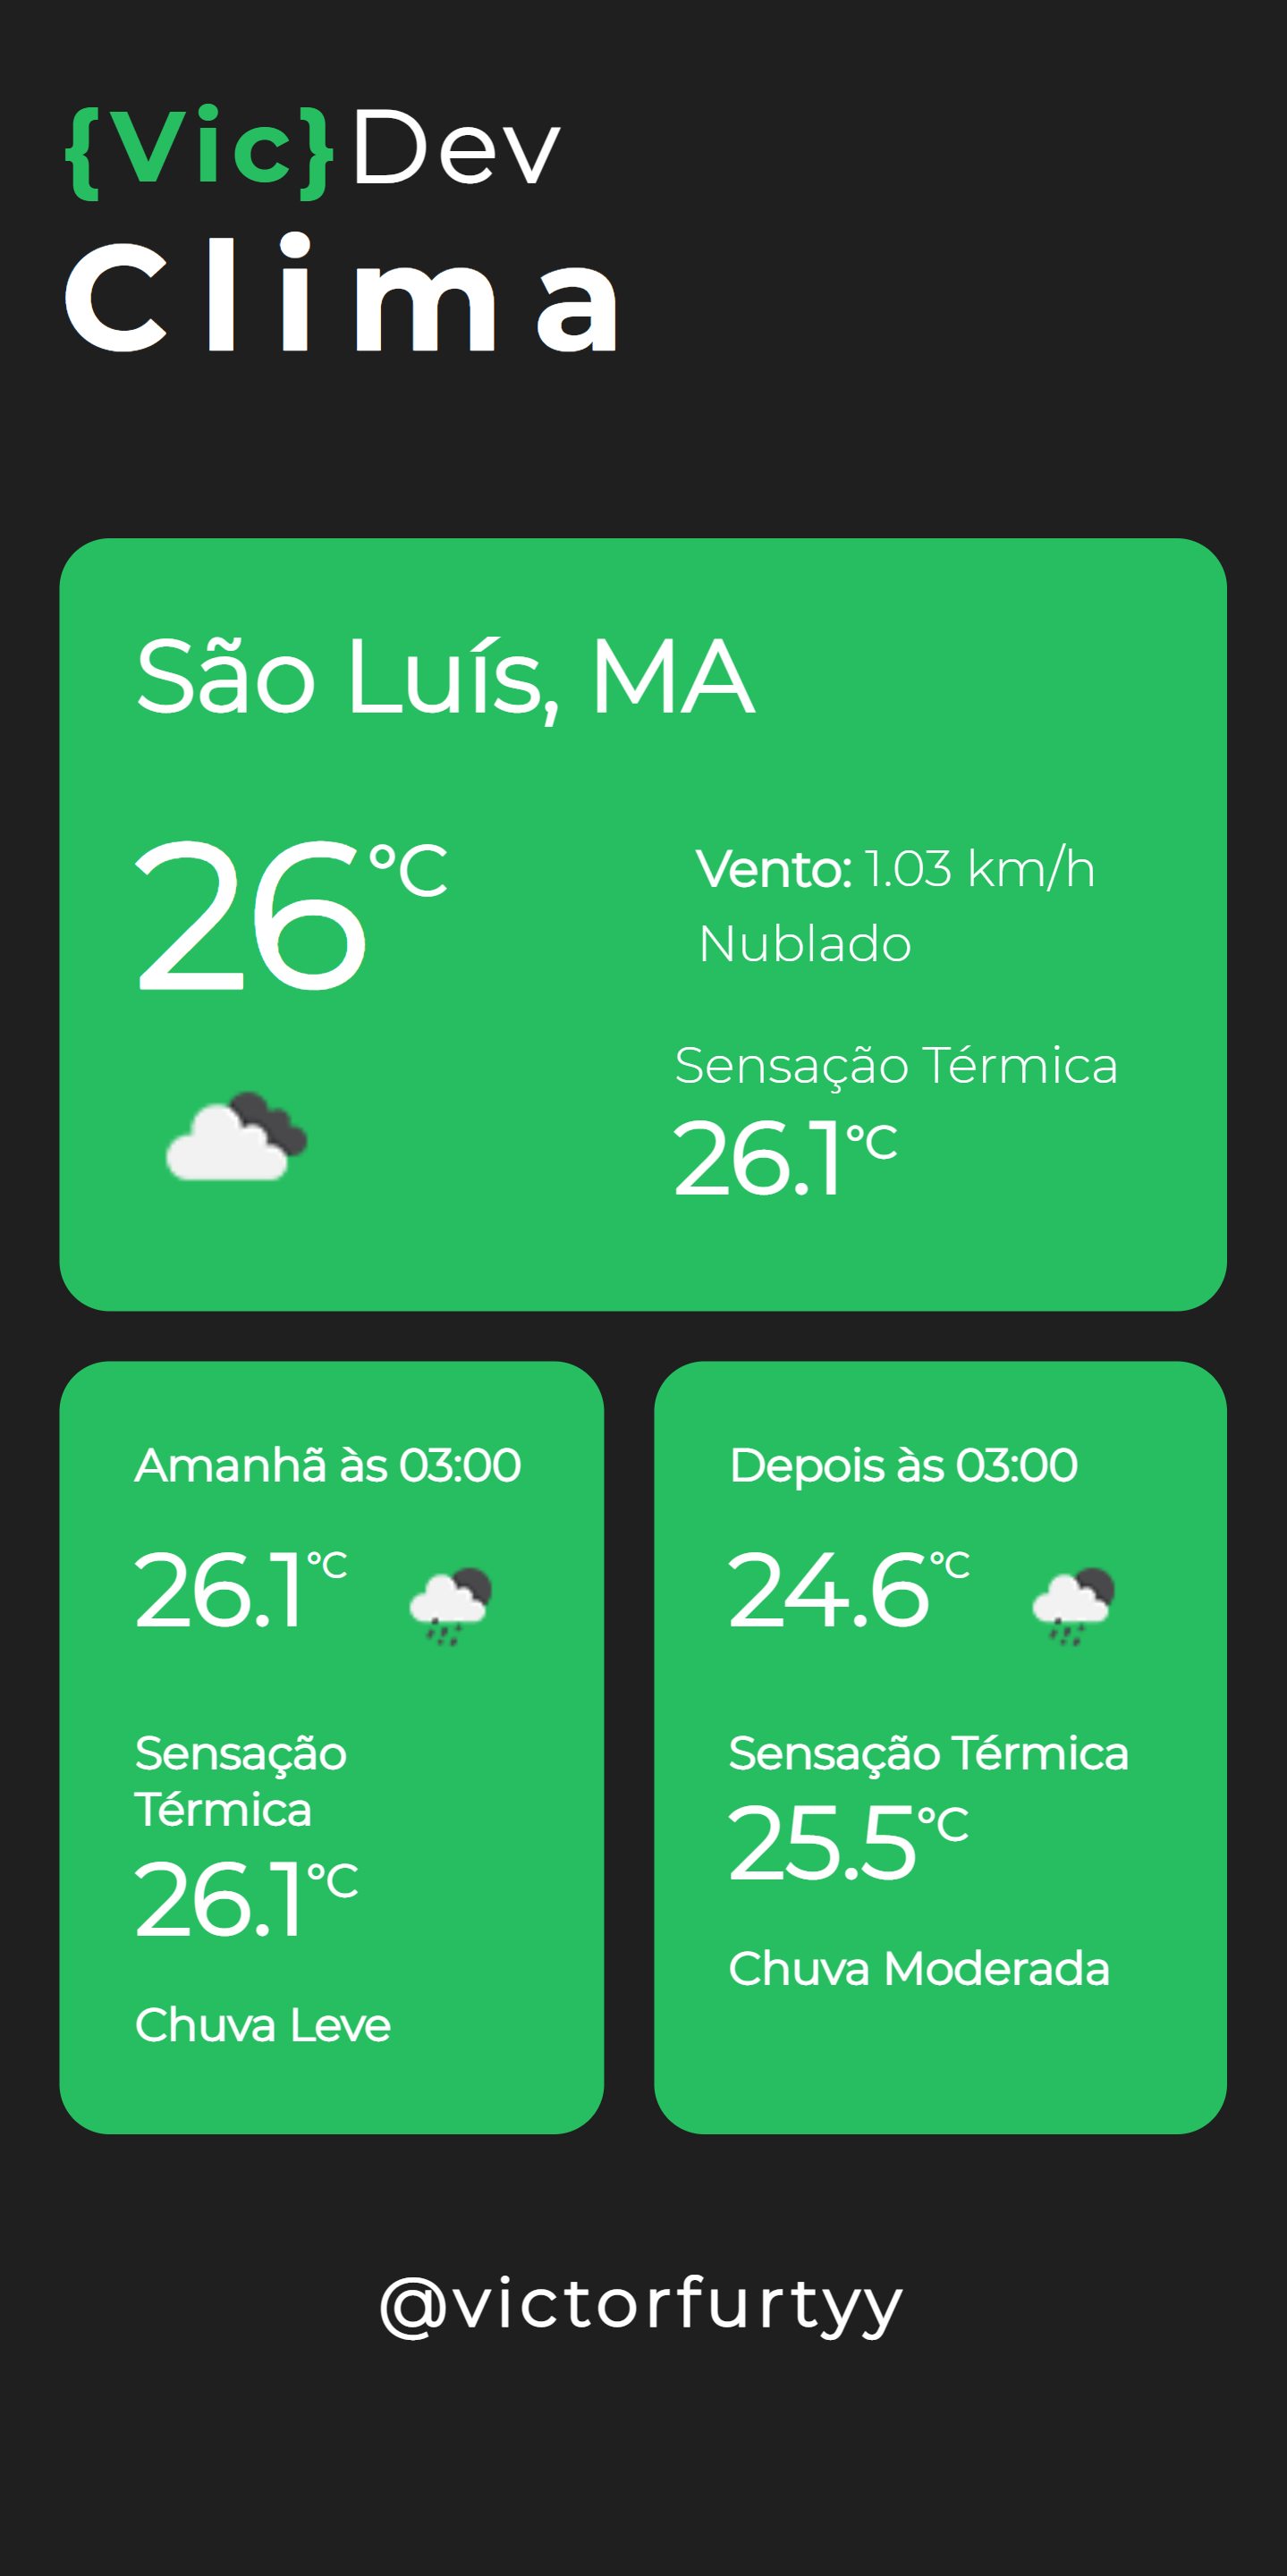 {Vic}Dev
Clima
São Luís, MA
26°C
Vento: 1.03 km/h
Nublado
Sensação Térmica
26.1°C
Amanhã às 03:00
26.1°C
Sensação
Térmica
26.1°C
Chuva Leve
Depois às 03:00
24.6°C
Sensação Térmica
25.5°C
Chuva Moderada
@victorfurtyy